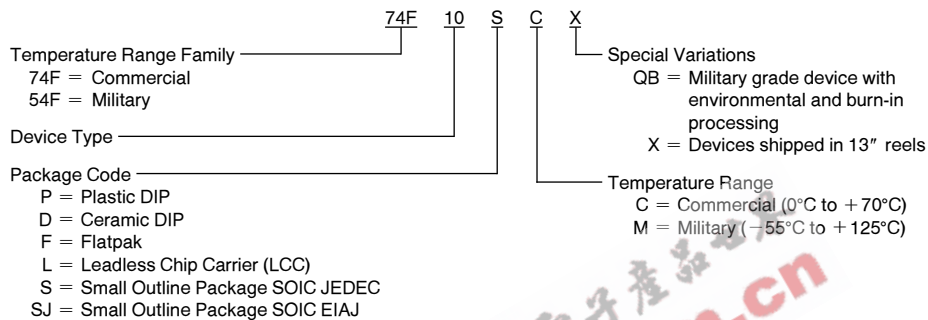 74F 10 S C X
Temperature Range Family
74F = Commercial
54F = Military
Device Type
Package Code
P = Plastic DIP
D = Ceramic DIP
F = Flatpak
L = Leadless Chip Carrier (LCC)
S = Small Outline Package SOIC JEDEC
SJ = Small Outline Package SOIC EIAJ
Special Variations
QB = Military grade device with
environmental and burn-in
processing
X = Devices shipped in 13″ reels
Temperature Range
C = Commercial (0°C to +70°C)
M = Military (−55°C to +125°C)
.cn